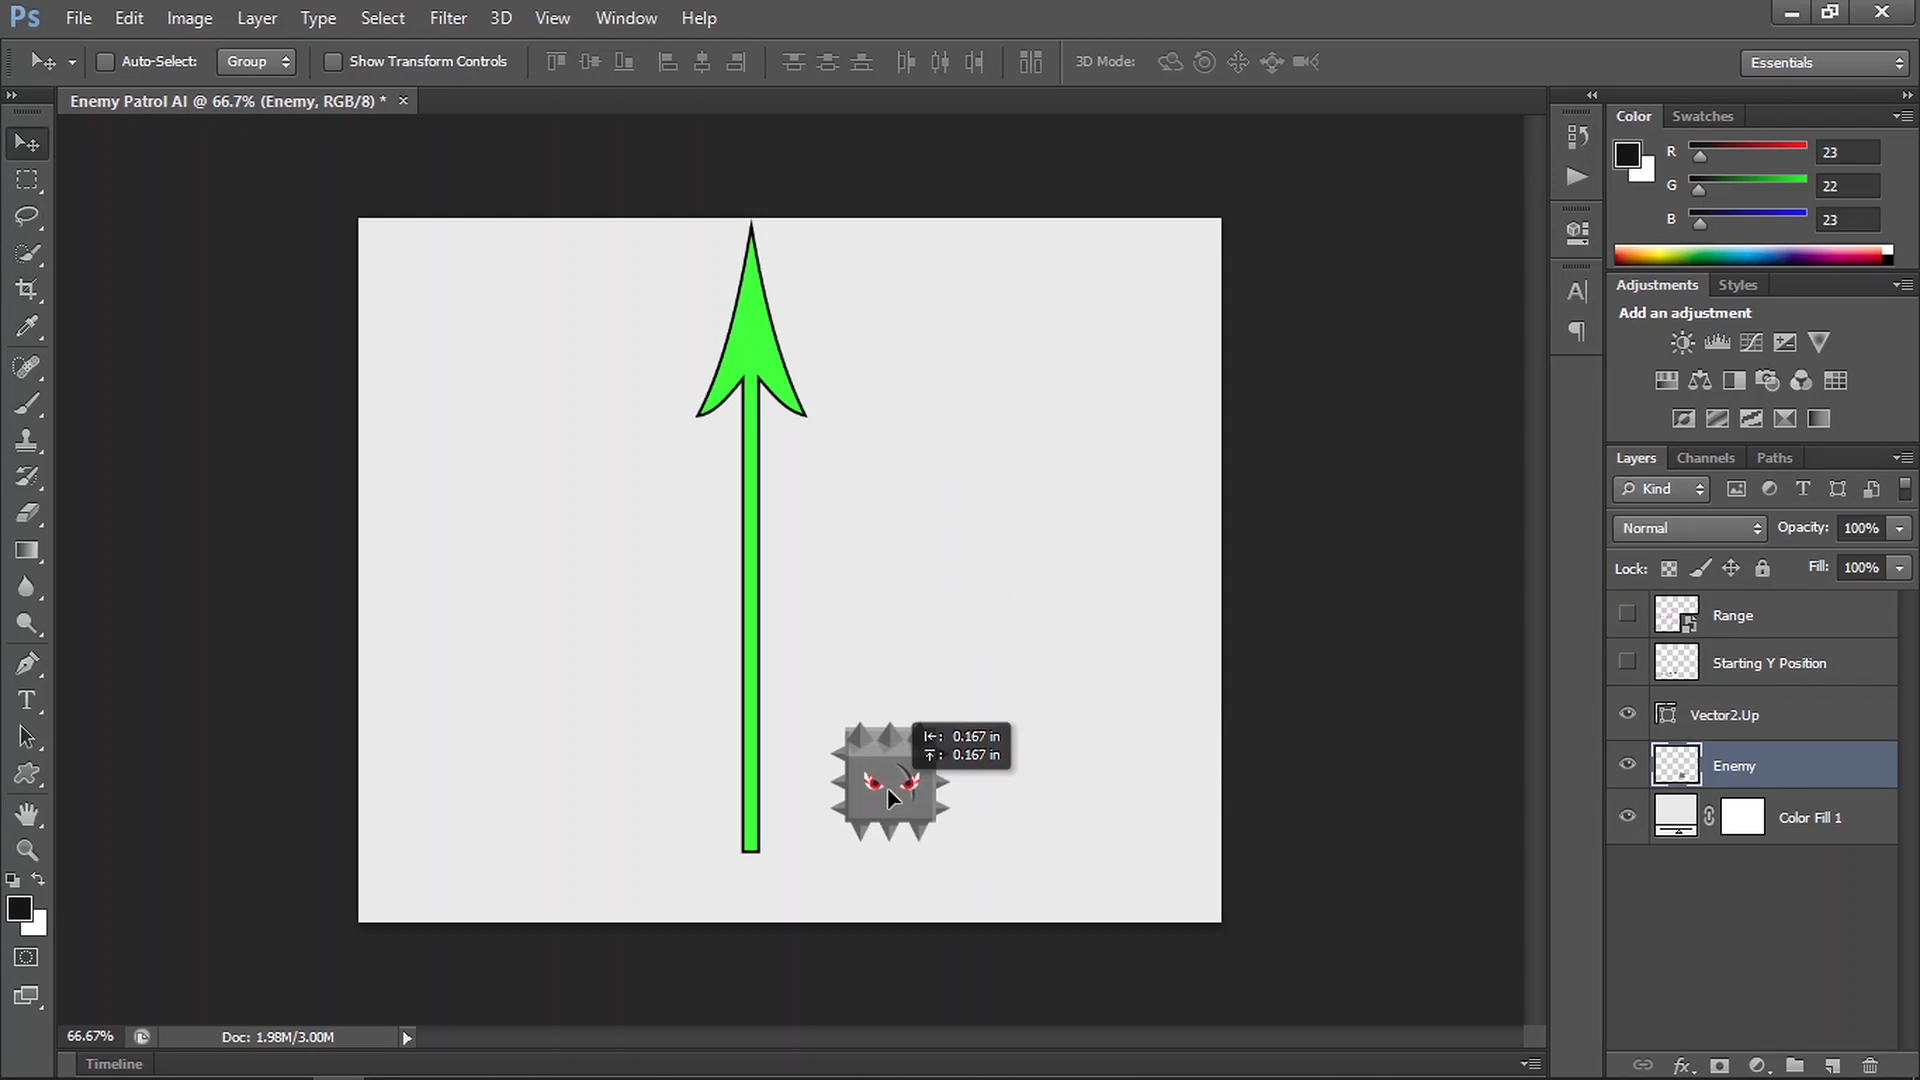 Ps File Edit Image Layer Type Select Filter 3D View Window Help
Auto-Select: Group Show Transform Controls 3D Mode: Essentials
Enemy Patrol AI @ 66.7% (Enemy, RGB/8) * ×
Color Swatches
R 23
G 22
B 23
Adjustments Styles
Add an adjustment
Layers Channels Paths
Kind
Normal Opacity: 100%
Lock: Fill: 100%
Range
Starting Y Position
Vector2.Up
Enemy
Color Fill 1
0.167 in
0.167 in
66.67% Doc: 1.98M/3.00M
Timeline